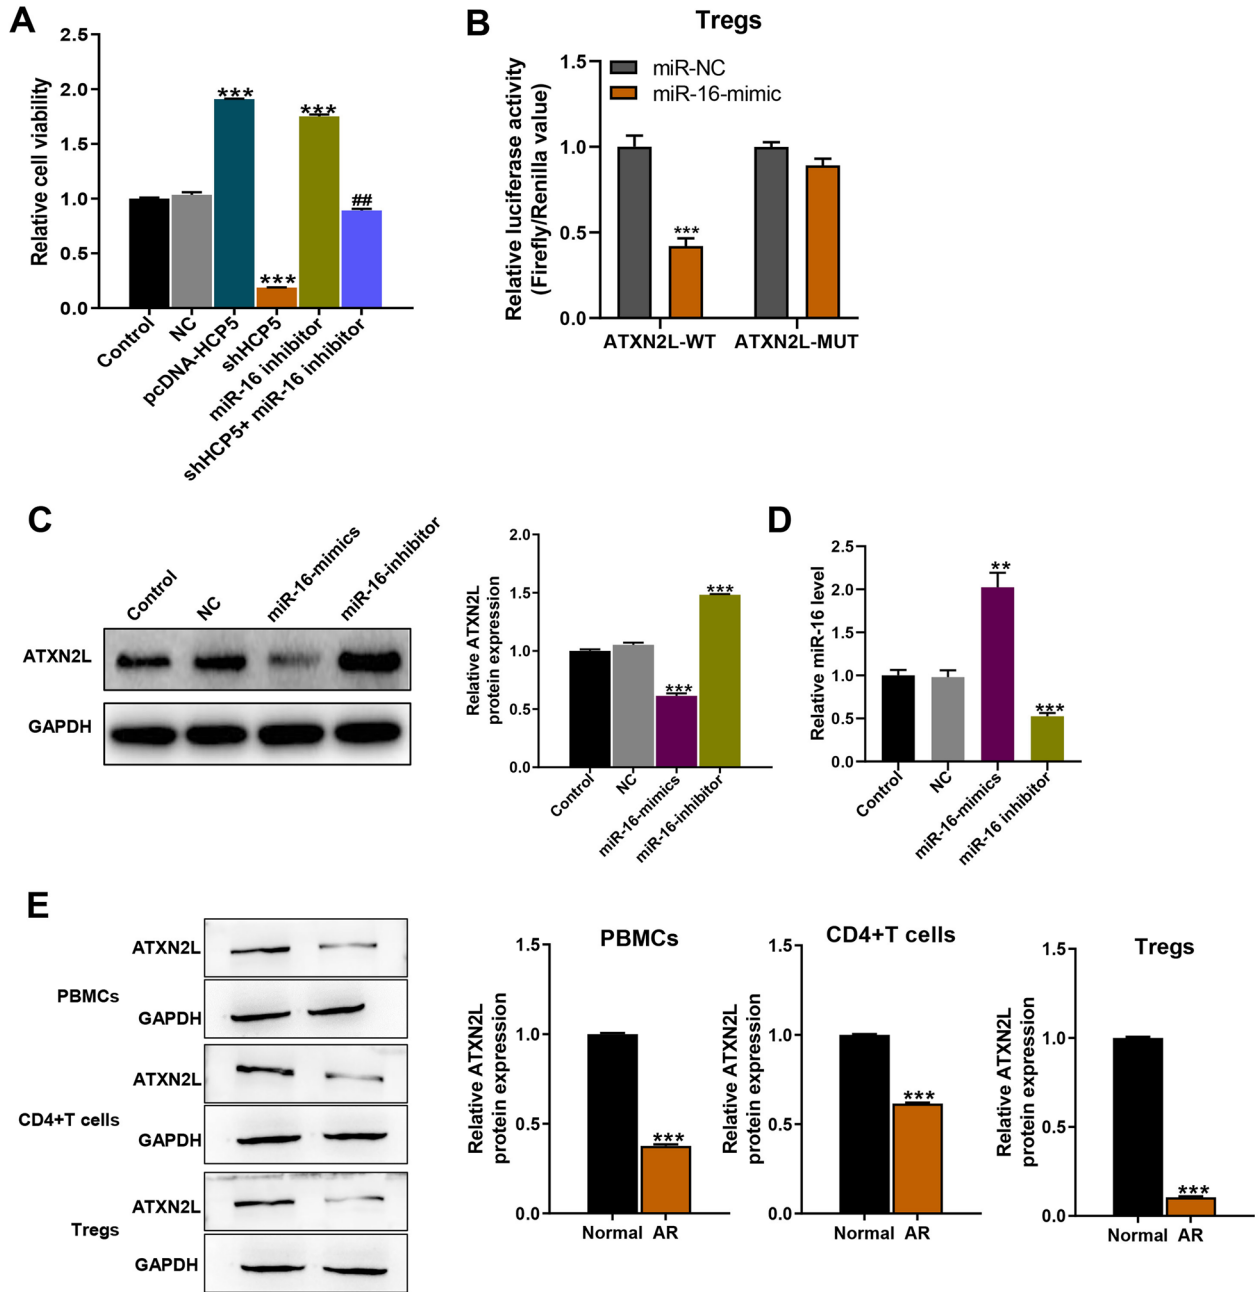 A
2.5
2.0
1.5
1.0
0.5
0.0
Relative cell viability
***
***
***
##
Control
NC
pcDNA-HCP5
shHCP5
miR-16 inhibitor
shHCP5+ miR-16 inhibitor
B
Tregs
miR-NC
miR-16-mimic
1.5
1.0
0.5
0.0
Relative luciferase activity
(Firefly/Renilla value)
***
ATXN2L-WT
ATXN2L-MUT
C
Control
NC
miR-16-mimics
miR-16-inhibitor
ATXN2L
GAPDH
2.0
1.5
1.0
0.5
0.0
Relative ATXN2L
protein expression
***
***
Control
NC
miR-16-mimics
miR-16-inhibitor
D
2.5
2.0
1.5
1.0
0.5
0.0
Relative miR-16 level
**
***
Control
NC
miR-16-mimics
miR-16 inhibitor
E
ATXN2L
PBMCs
GAPDH
ATXN2L
CD4+T cells
GAPDH
ATXN2L
Tregs
GAPDH
PBMCs
1.5
1.0
0.5
0.0
Relative ATXN2L
protein expression
***
Normal AR
CD4+T cells
1.5
1.0
0.5
0.0
Relative ATXN2L
protein expression
***
Normal AR
Tregs
1.5
1.0
0.5
0.0
Relative ATXN2L
protein expression
***
Normal AR